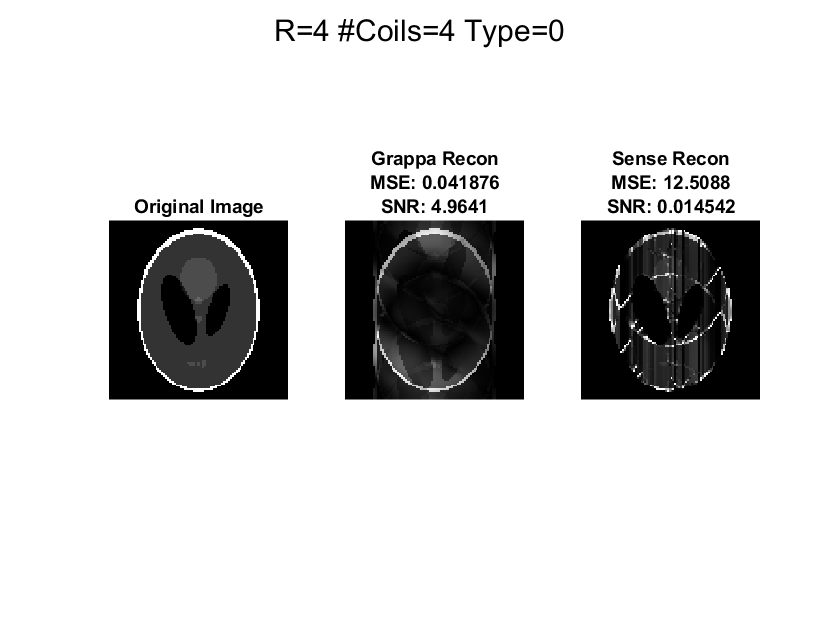 R=4 #Coils=4 Type=0
Original Image
Grappa Recon
MSE: 0.041876
SNR: 4.9641
Sense Recon
MSE: 12.5088
SNR: 0.014542